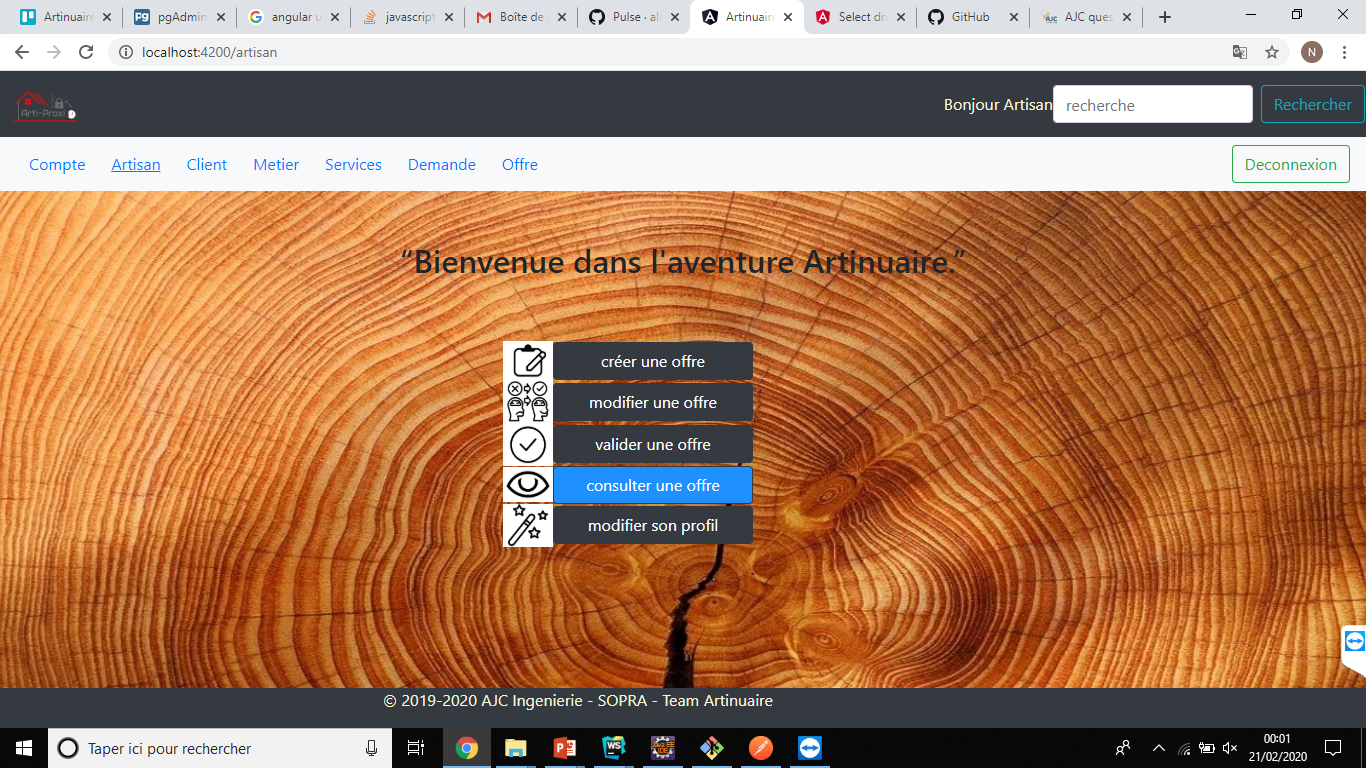 Artinuaire
pgAdmin
angular u
javascript
Boîte de
Pulse · al
Artinuaire
Select dr
GitHub
AJC ques
localhost:4200/artisan
N
Arti-Proxi
Bonjour Artisan
recherche
Rechercher
Compte
Artisan
Client
Metier
Services
Demande
Offre
Deconnexion
“Bienvenue dans l'aventure Artinuaire.”
créer une offre
modifier une offre
valider une offre
consulter une offre
modifier son profil
© 2019-2020 AJC Ingenierie - SOPRA - Team Artinuaire
Taper ici pour rechercher
00:01
21/02/2020